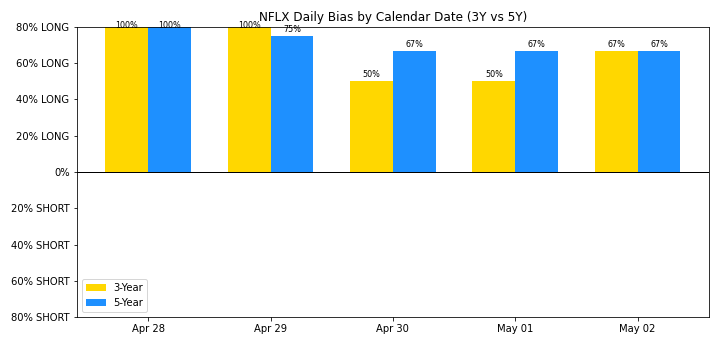 NFLX Daily Bias by Calendar Date (3Y vs 5Y)
80% LONG
60% LONG
40% LONG
20% LONG
0%
20% SHORT
40% SHORT
60% SHORT
80% SHORT
100% 100% 100% 75% 50% 67% 50% 67% 67% 67%
3-Year
5-Year
Apr 28 Apr 29 Apr 30 May 01 May 02